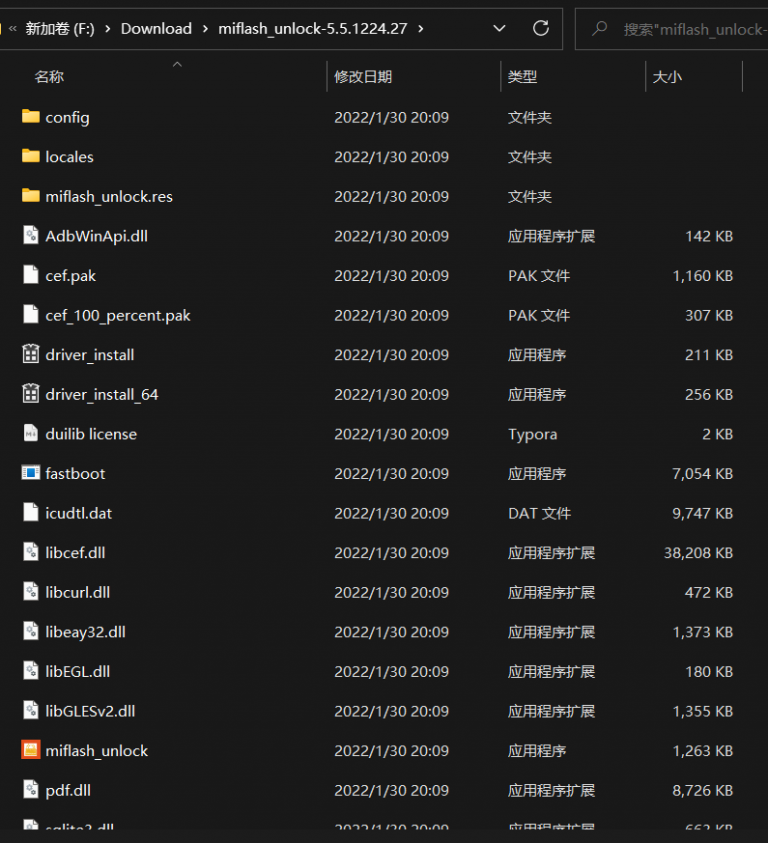 « 新加卷 (F:) › Download › miflash_unlock-5.5.1224.27 › 搜索"miflash_unlock-
名称 修改日期 类型 大小
config 2022/1/30 20:09 文件夹
locales 2022/1/30 20:09 文件夹
miflash_unlock.res 2022/1/30 20:09 文件夹
AdbWinApi.dll 2022/1/30 20:09 应用程序扩展 142 KB
cef.pak 2022/1/30 20:09 PAK 文件 1,160 KB
cef_100_percent.pak 2022/1/30 20:09 PAK 文件 307 KB
driver_install 2022/1/30 20:09 应用程序 211 KB
driver_install_64 2022/1/30 20:09 应用程序 256 KB
duilib license 2022/1/30 20:09 Typora 2 KB
fastboot 2022/1/30 20:09 应用程序 7,054 KB
icudtl.dat 2022/1/30 20:09 DAT 文件 9,747 KB
libcef.dll 2022/1/30 20:09 应用程序扩展 38,208 KB
libcurl.dll 2022/1/30 20:09 应用程序扩展 472 KB
libeay32.dll 2022/1/30 20:09 应用程序扩展 1,373 KB
libEGL.dll 2022/1/30 20:09 应用程序扩展 180 KB
libGLESv2.dll 2022/1/30 20:09 应用程序扩展 1,355 KB
miflash_unlock 2022/1/30 20:09 应用程序 1,263 KB
pdf.dll 2022/1/30 20:09 应用程序扩展 8,726 KB
sqlite3.dll 2022/1/30 20:09 应用程序扩展 KB